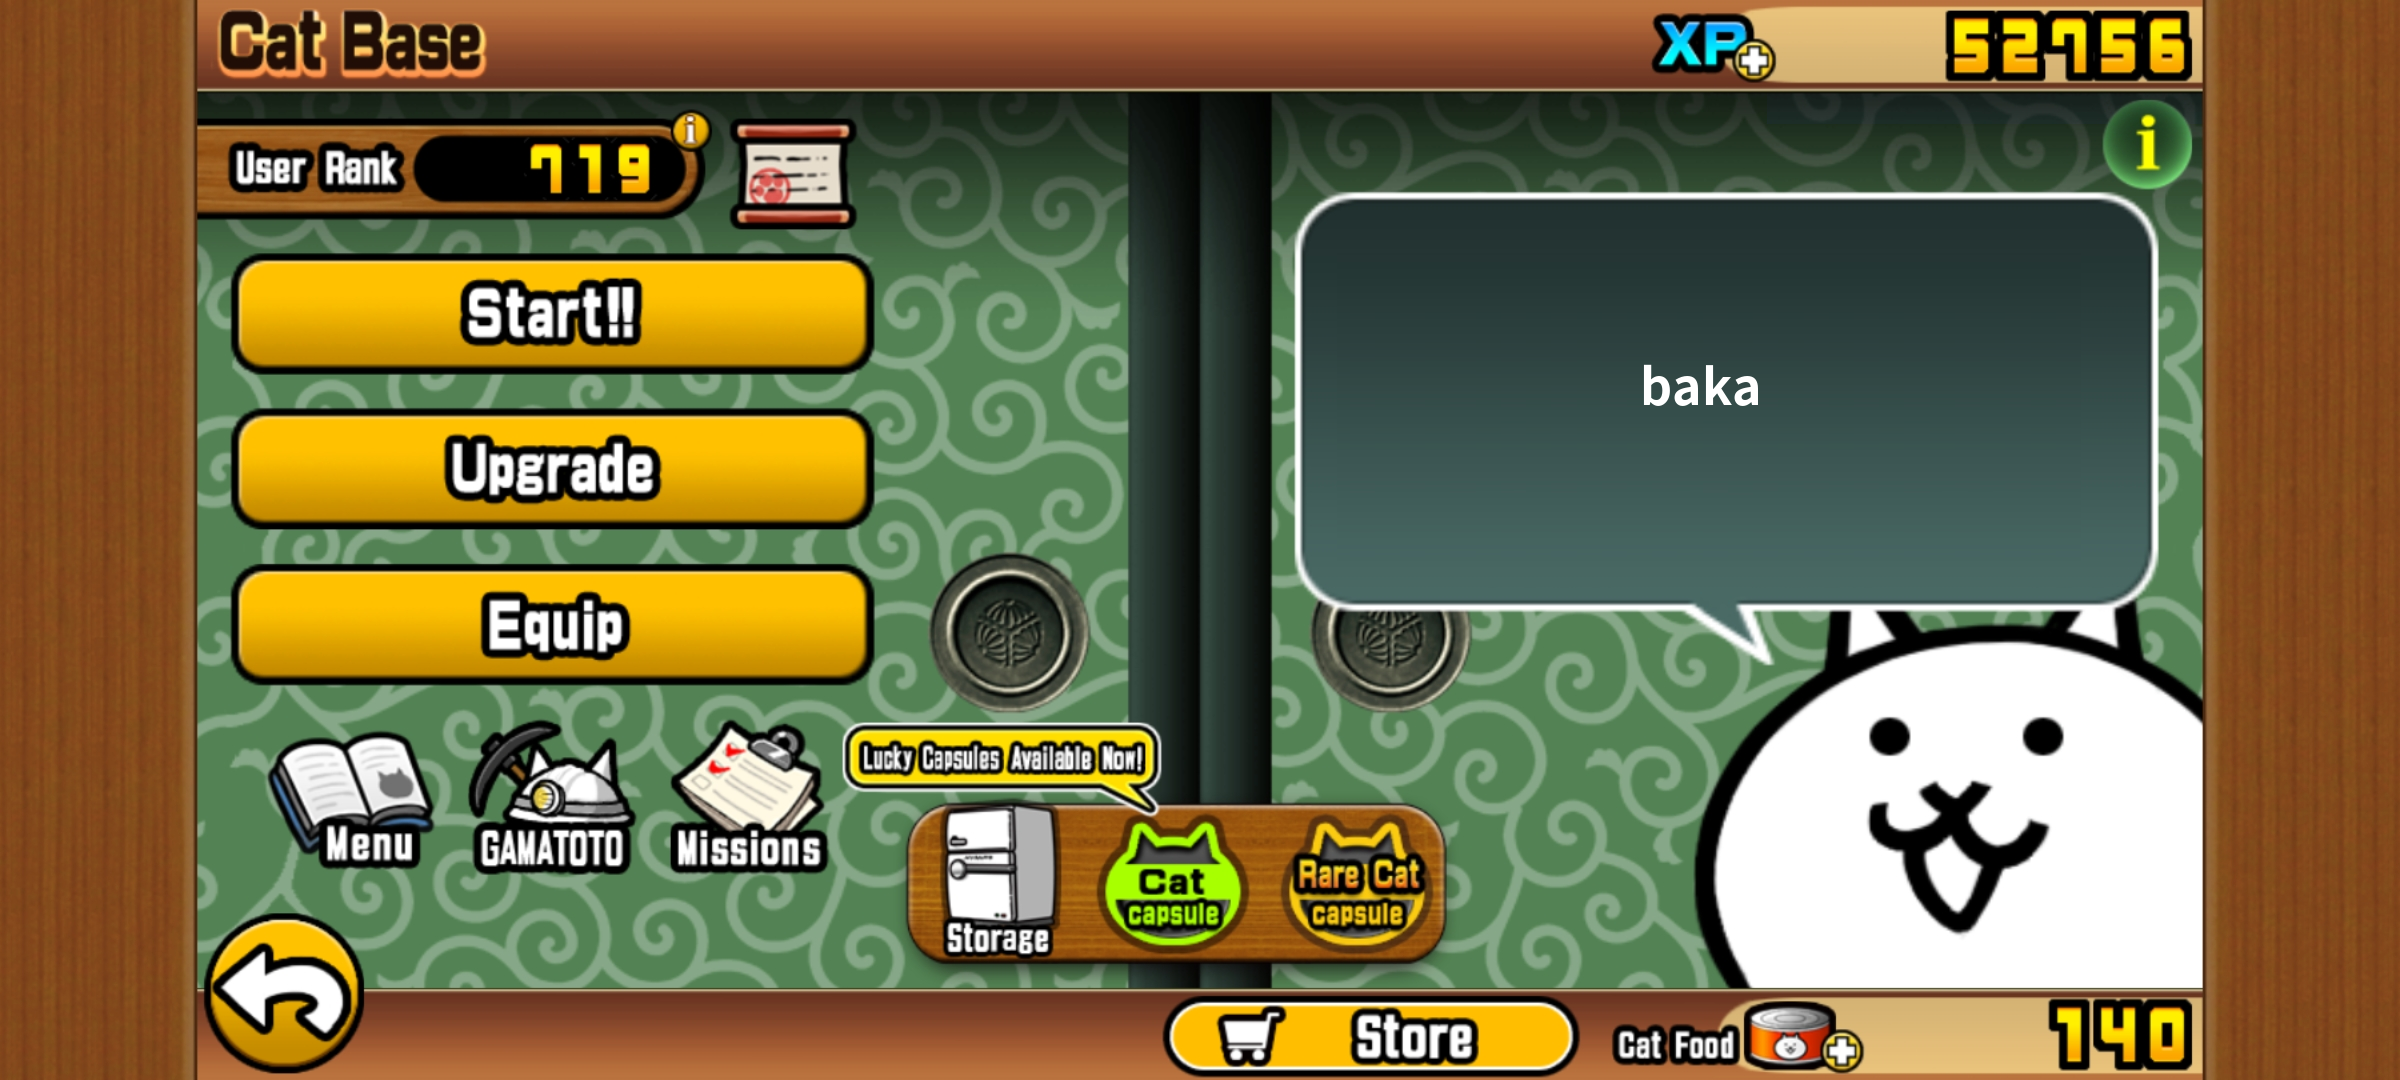 Cat Base
XP
52756
User Rank 719
i
i
Start!!
baka
Upgrade
Equip
Lucky Capsules Available Now!
Menu
GAMATOTO
Missions
Storage
Cat capsule
Rare Cat capsule
Store
Cat Food
140